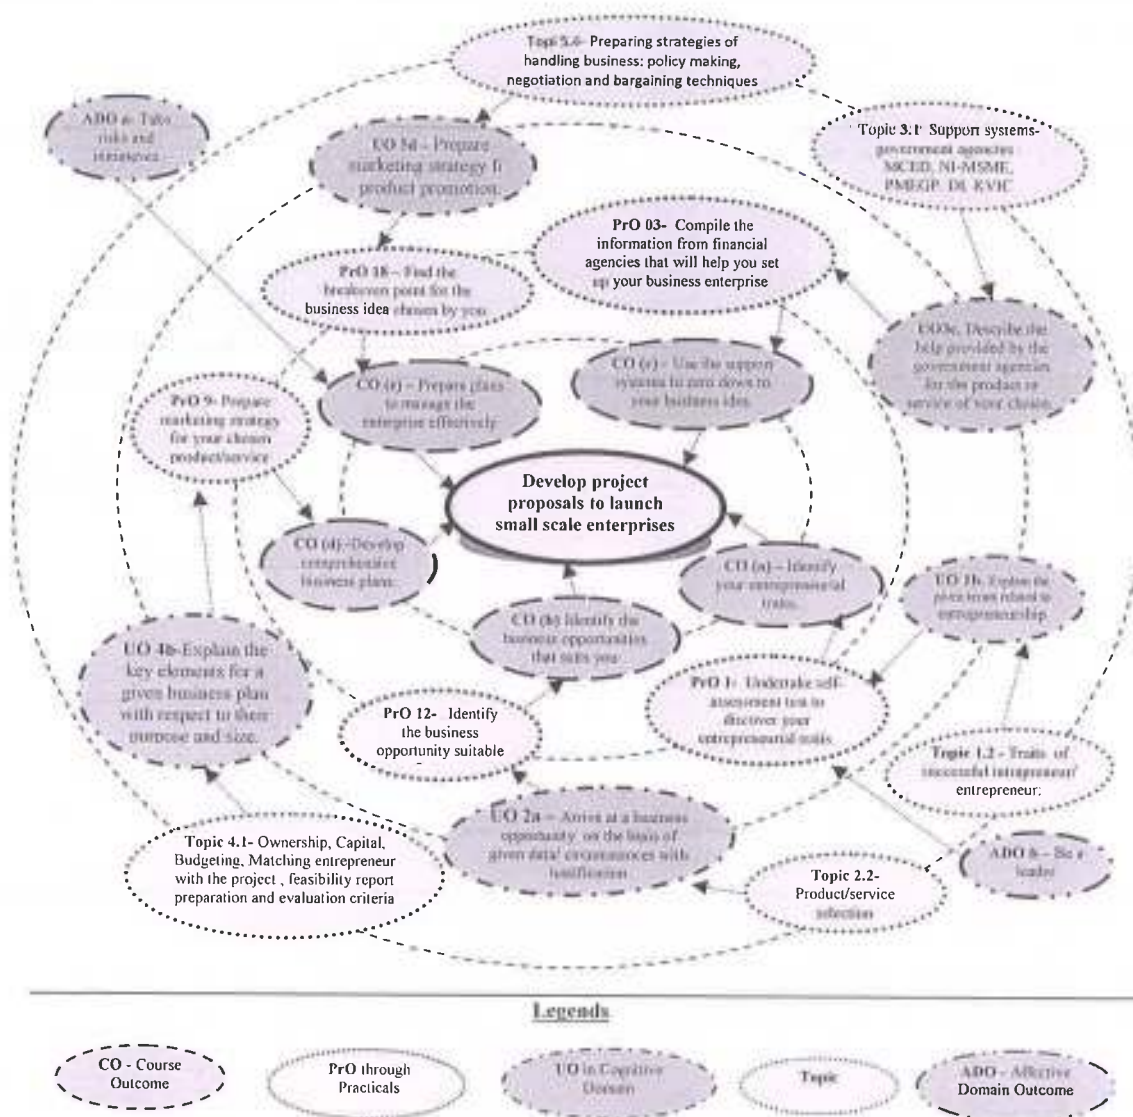 Topi 5.4- Preparing strategies of
handling business: policy making,
negotiation and bargaining techniques
ADO a- Take
risks and
initiatives
UO 5d - Prepare
marketing strategy f
product promotion.
Topic 3.1 Support systems-
government agencies
MCED, NI-MSME,
PMEGP, DI, KVIC
PrO 03- Compile the
information from financial
agencies that will help you set
up your business enterprise
PrO 18 – Find the
breakeven point for the
business idea chosen by you
UO3c. Describe the
help provided by the
government agencies
for the product or
service of your choice.
CO (e) – Prepare plans
to manage the
enterprise effectively
CO (c) – Use the support
systems to zero down to
your business idea
PrO 9- Prepare
marketing strategy
for your chosen
product/service
Develop project
proposals to launch
small scale enterprises
CO (d) –Develop
comprehensive
business plans.
CO (a) – Identify
your entrepreneurial
traits.
UO 1b. Explain the
given terms related to
entrepreneurship.
CO (b) Identify the
business opportunities
that suits you
UO 4b-Explain the
key elements for a
given business plan
with respect to their
purpose and size.
PrO 1- Undertake self-
assessment test to
discover your
entrepreneurial traits
PrO 12- Identify
the business
opportunity suitable
Topic 1.2 - Traits of
successful intrapreneur/
entrepreneur;
UO 2a – Arrive at a business
opportunity on the basis of
given data/ circumstances with
justification
Topic 4.1- Ownership, Capital,
Budgeting, Matching entrepreneur
with the project , feasibility report
preparation and evaluation criteria
ADO b – Be a
leader
Topic 2.2-
Product/service
selection
Legends
CO - Course
Outcome
PrO through
Practicals
UO in Cognitive
Domain
Topic
ADO - Affective
Domain Outcome